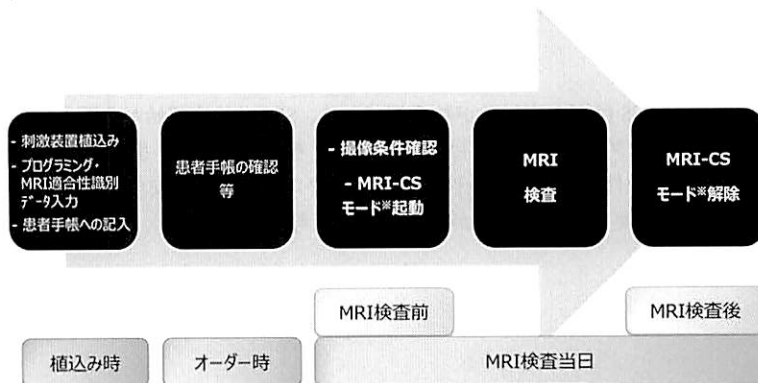 - 刺激装置植込み
- プログラミング・
MRI適合性識別
データ入力
- 患者手帳への記入
患者手帳の確認
等
- 撮像条件確認
- MRI-CS
モード※起動
MRI
検査
MRI-CS
モード※解除
MRI検査前
MRI検査後
植込み時
オーダー時
MRI検査当日